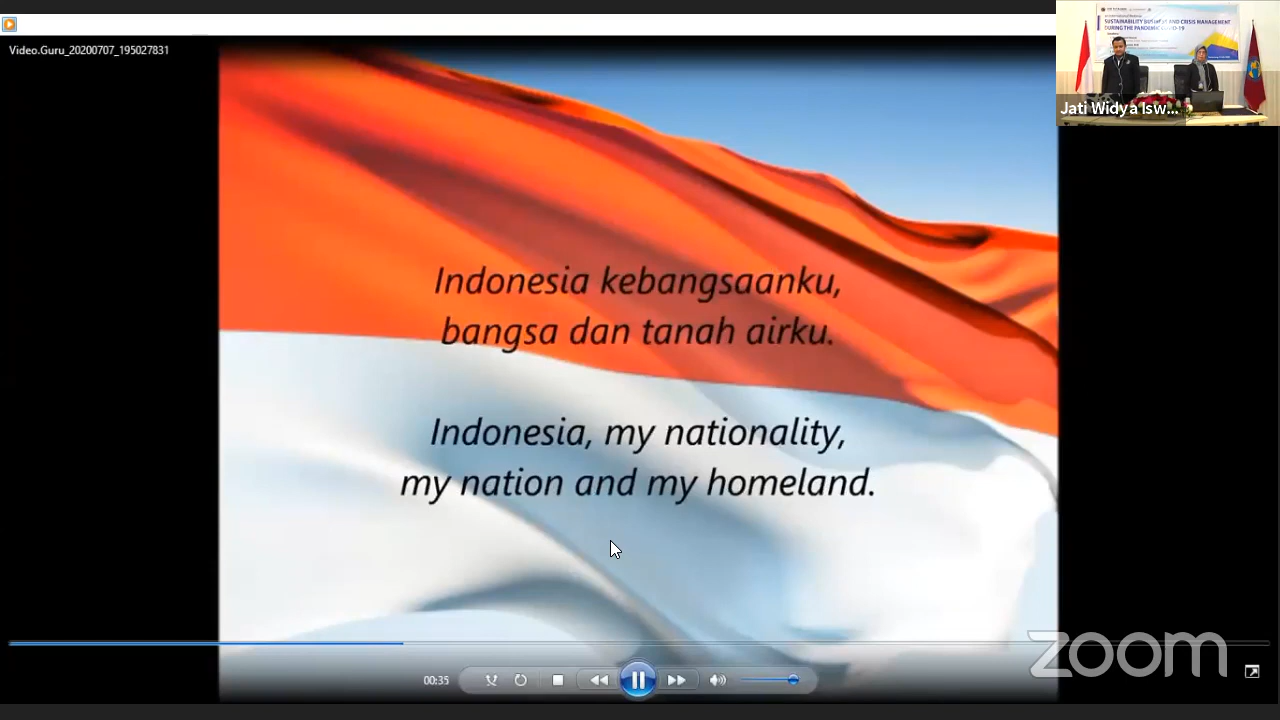 Video.Guru_20200707_195027831
SUSTAINABILITY BUSINESS AND CRISIS MANAGEMENT
DURING THE PANDEMIC COVID-19
Jati Widya Isw...
Indonesia kebangsaanku,
bangsa dan tanah airku.
Indonesia, my nationality,
my nation and my homeland.
zoom
00:35